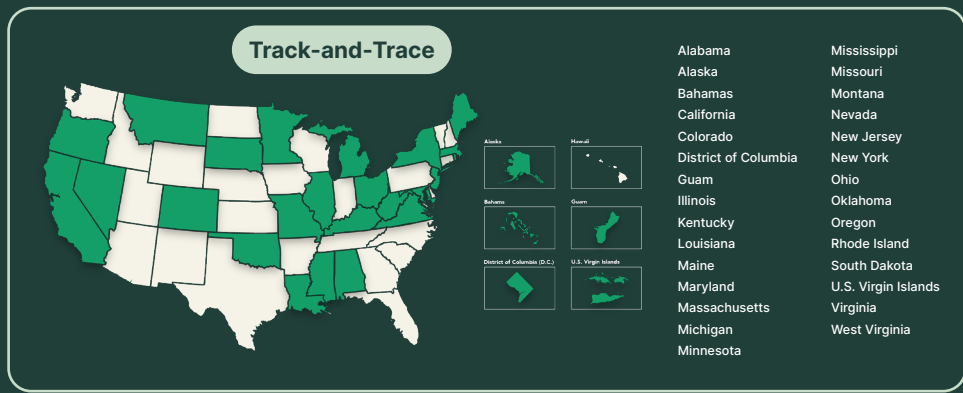 Track-and-Trace
Alaska
Hawaii
Bahams
Guam
District of Columbia (D.C.)
U.S. Virgin Islands
Alabama
Alaska
Bahamas
California
Colorado
District of Columbia
Guam
Illinois
Kentucky
Louisiana
Maine
Maryland
Massachusetts
Michigan
Minnesota
Mississippi
Missouri
Montana
Nevada
New Jersey
New York
Ohio
Oklahoma
Oregon
Rhode Island
South Dakota
U.S. Virgin Islands
Virginia
West Virginia